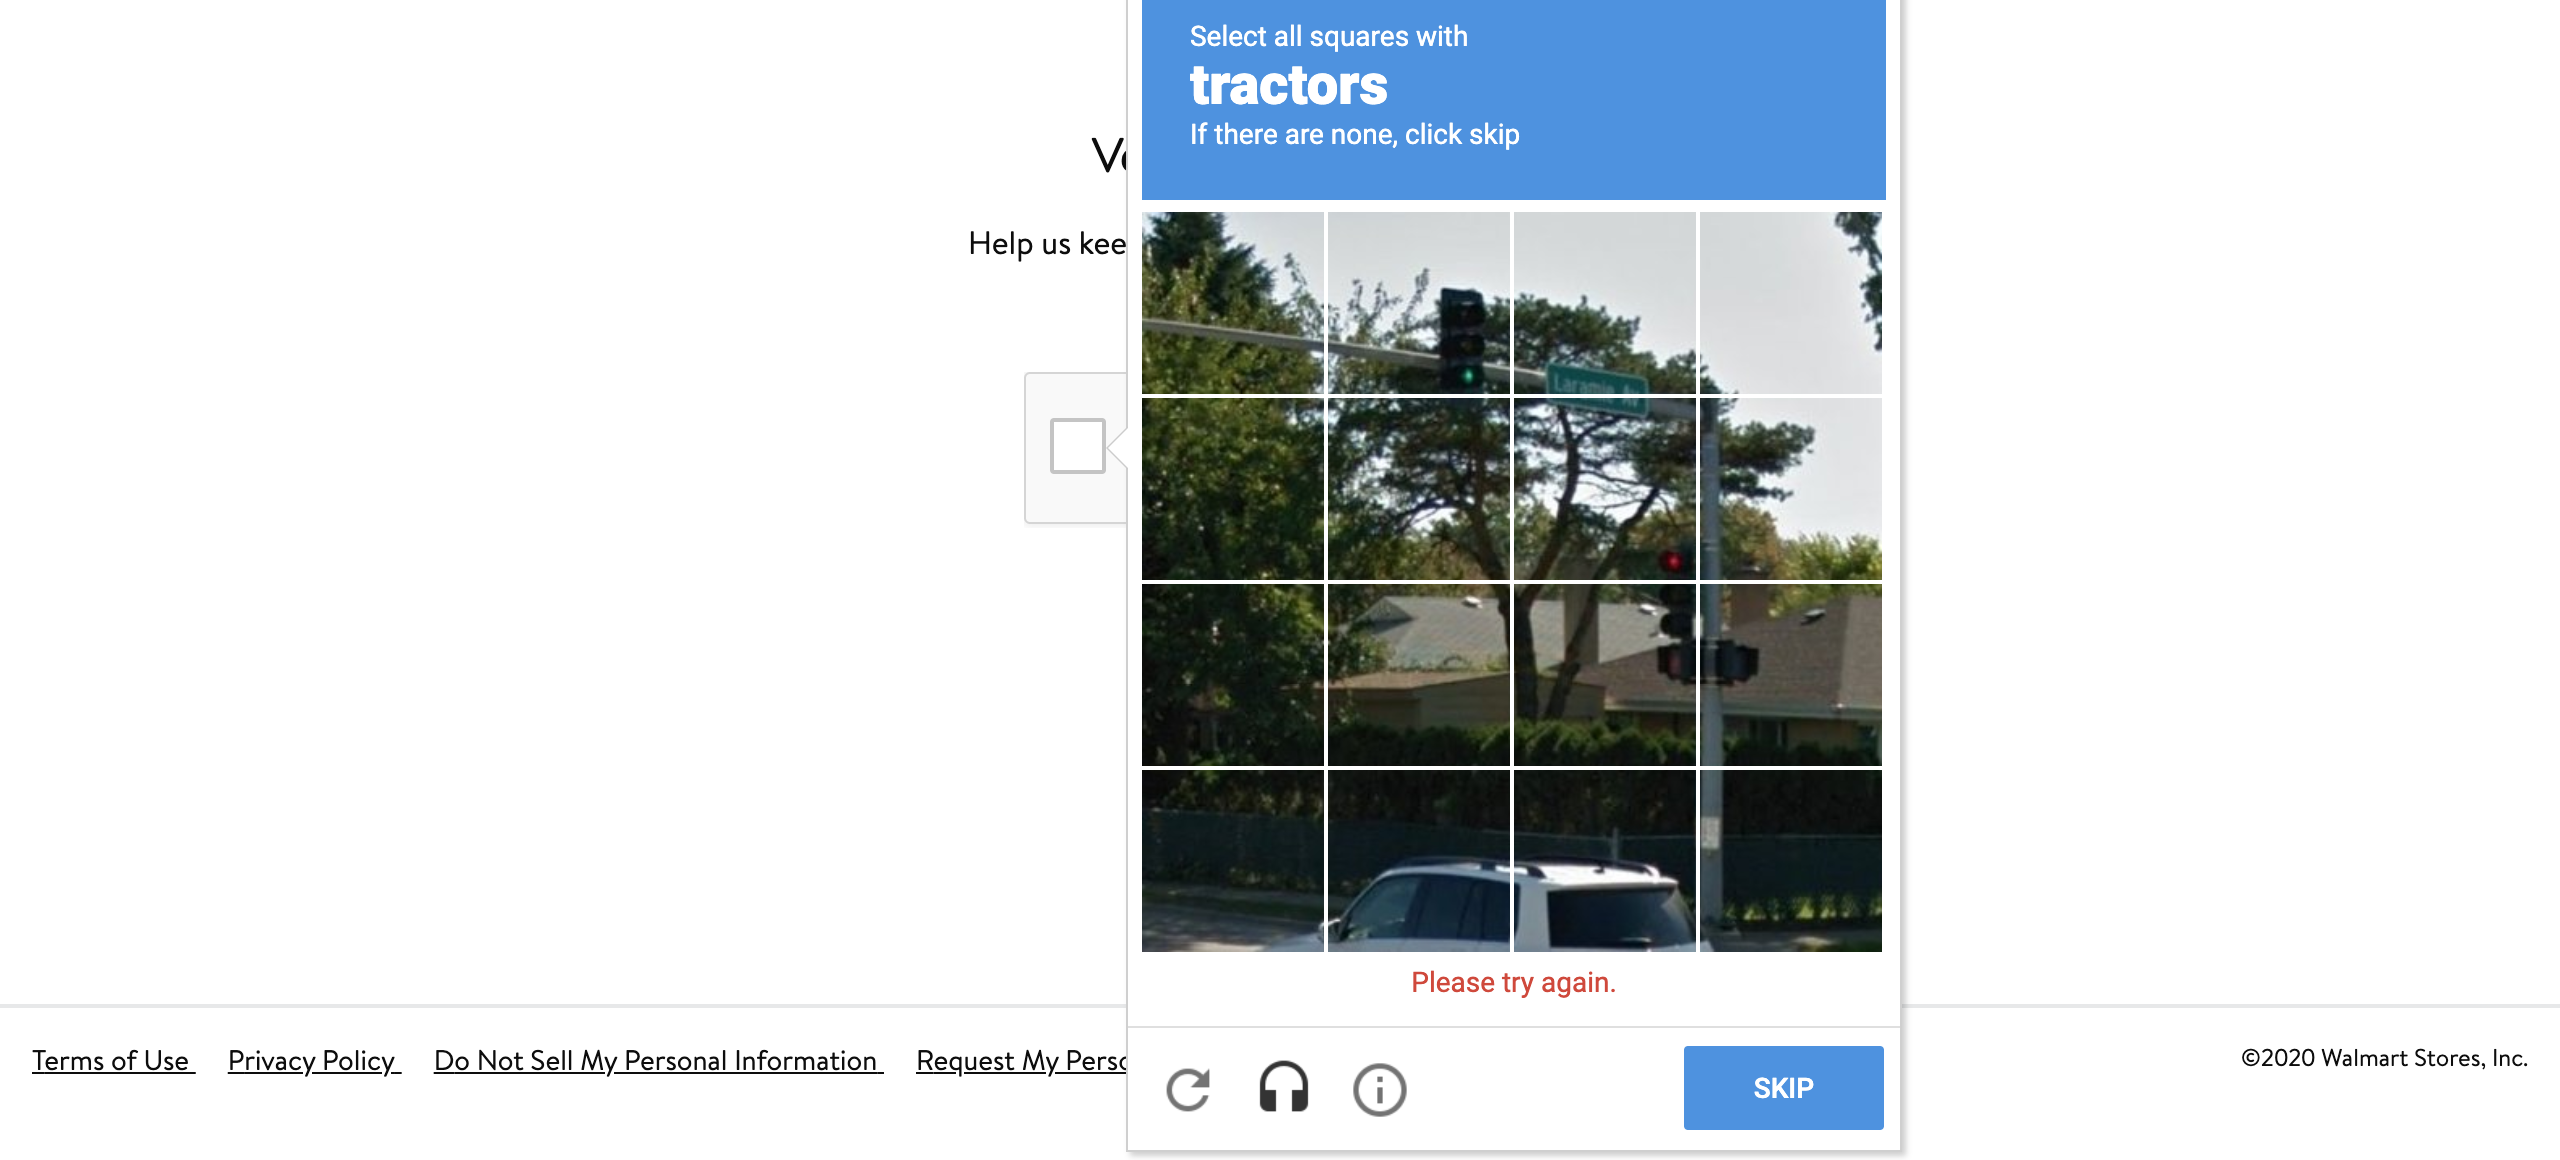 Select all squares with
tractors
If there are none, click skip
Help us kee
Laramie Av
Please try again.
Terms of Use Privacy Policy Do Not Sell My Personal Information Request My Perso
SKIP
©2020 Walmart Stores, Inc.